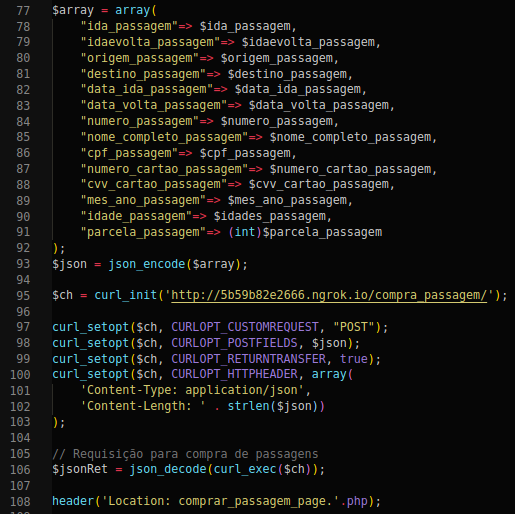 77 $array = array(
78 "ida_passagem"=> $ida_passagem,
79 "idaevolta_passagem"=> $idaevolta_passagem,
80 "origem_passagem"=> $origem_passagem,
81 "destino_passagem"=> $destino_passagem,
82 "data_ida_passagem"=> $data_ida_passagem,
83 "data_volta_passagem"=> $data_volta_passagem,
84 "numero_passagem"=> $numero_passagem,
85 "nome_completo_passagem"=> $nome_completo_passagem,
86 "cpf_passagem"=> $cpf_passagem,
87 "numero_cartao_passagem"=> $numero_cartao_passagem,
88 "cvv_cartao_passagem"=> $cvv_cartao_passagem,
89 "mes_ano_passagem"=> $mes_ano_passagem,
90 "idade_passagem"=> $idades_passagem,
91 "parcela_passagem"=> (int)$parcela_passagem
92 );
93 $json = json_encode($array);
94
95 $ch = curl_init('http://5b59b82e2666.ngrok.io/compra_passagem/');
96
97 curl_setopt($ch, CURLOPT_CUSTOMREQUEST, "POST");
98 curl_setopt($ch, CURLOPT_POSTFIELDS, $json);
99 curl_setopt($ch, CURLOPT_RETURNTRANSFER, true);
100 curl_setopt($ch, CURLOPT_HTTPHEADER, array(
101 'Content-Type: application/json',
102 'Content-Length: ' . strlen($json))
103 );
104
105 // Requisição para compra de passagens
106 $jsonRet = json_decode(curl_exec($ch));
107
108 header('Location: comprar_passagem_page.'.php);